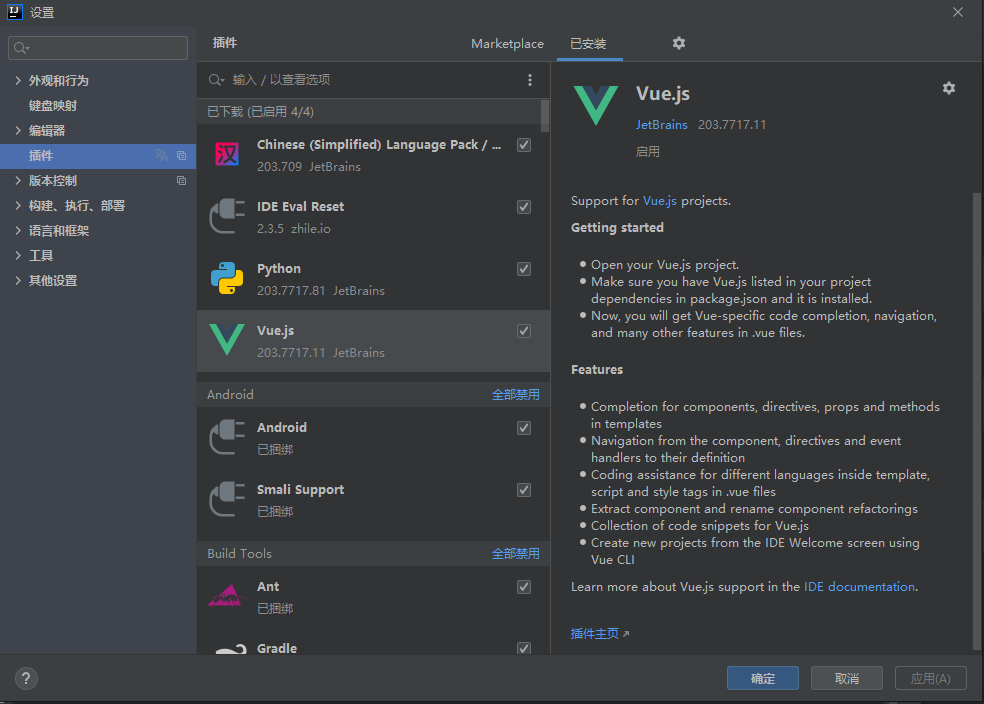 设置
插件
Marketplace
已安装
外观和行为
键盘映射
编辑器
插件
版本控制
构建、执行、部署
语言和框架
工具
其他设置
输入 / 以查看选项
已下载 (已启用 4/4)
Chinese (Simplified) Language Pack / ...
203.709 JetBrains
IDE Eval Reset
2.3.5 zhile.io
Python
203.7717.81 JetBrains
Vue.js
203.7717.11 JetBrains
Android
全部禁用
Android
已捆绑
Smali Support
已捆绑
Build Tools
全部禁用
Ant
已捆绑
Gradle
Vue.js
JetBrains 203.7717.11
启用
Support for Vue.js projects.
Getting started
Open your Vue.js project.
Make sure you have Vue.js listed in your project
dependencies in package.json and it is installed.
Now, you will get Vue-specific code completion, navigation,
and many other features in .vue files.
Features
Completion for components, directives, props and methods
in templates
Navigation from the component, directives and event
handlers to their definition
Coding assistance for different languages inside template,
script and style tags in .vue files
Extract component and rename component refactorings
Collection of code snippets for Vue.js
Create new projects from the IDE Welcome screen using
Vue CLI
Learn more about Vue.js support in the IDE documentation.
插件主页
?
确定
取消
应用(A)